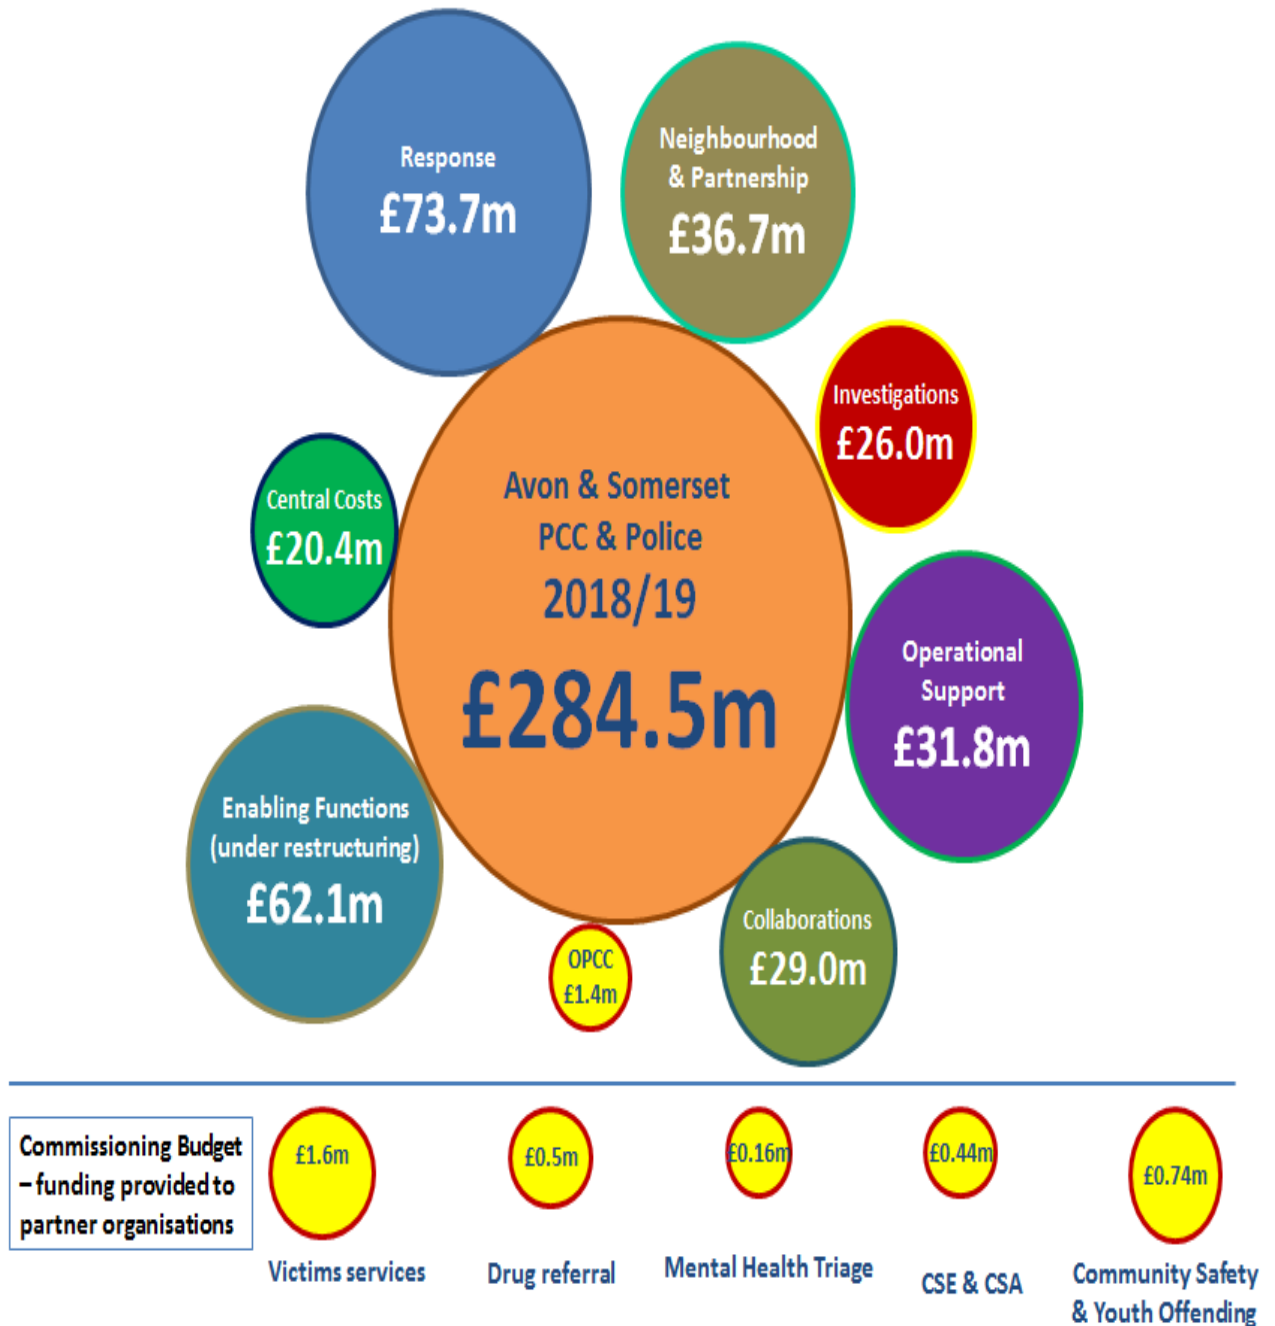 Response
£73.7m
Neighbourhood
& Partnership
£36.7m
Investigations
£26.0m
Central Costs
£20.4m
Avon & Somerset
PCC & Police
2018/19
£284.5m
Operational
Support
£31.8m
Enabling Functions
(under restructuring)
£62.1m
Collaborations
£29.0m
OPCC
£1.4m
Commissioning Budget
– funding provided to
partner organisations
£1.6m
Victims services
£0.5m
Drug referral
£0.16m
Mental Health Triage
£0.44m
CSE & CSA
£0.74m
Community Safety
& Youth Offending